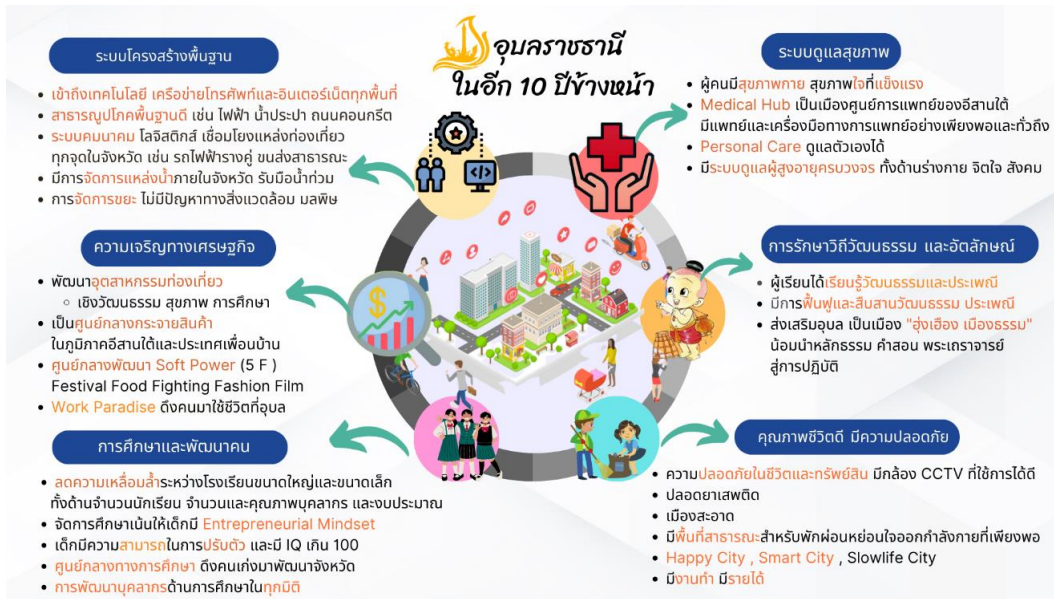 อุบลราชธานี
ในอีก 10 ปีข้างหน้า
ระบบโครงสร้างพื้นฐาน
• เข้าถึงเทคโนโลยี เครือข่ายโทรศัพท์และอินเตอร์เน็ตทุกพื้นที่
• สาธารณูปโภคพื้นฐานดี เช่น ไฟฟ้า น้ำประปา ถนนคอนกรีต
• ระบบคมนาคม โลจิสติกส์ เชื่อมโยงแหล่งท่องเที่ยว
ทุกจุดในจังหวัด เช่น รถไฟฟ้ารางคู่ ขนส่งสาธารณะ
• มีการจัดการแหล่งน้ำภายในจังหวัด รับมือน้ำท่วม
• การจัดการขยะ ไม่มีปัญหาทางสิ่งแวดล้อม มลพิษ
ความเจริญทางเศรษฐกิจ
• พัฒนาอุตสาหกรรมท่องเที่ยว
○ เชิงวัฒนธรรม สุขภาพ การศึกษา
• เป็นศูนย์กลางกระจายสินค้า
ในภูมิภาคอีสานใต้และประเทศเพื่อนบ้าน
• ศูนย์กลางพัฒนา Soft Power (5 F )
Festival Food Fighting Fashion Film
• Work Paradise ดึงคนมาใช้ชีวิตที่อุบล
การศึกษาและพัฒนาคน
• ลดความเหลื่อมล้ำระหว่างโรงเรียนขนาดใหญ่และขนาดเล็ก
ทั้งด้านจำนวนนักเรียน จำนวนและคุณภาพบุคลากร และงบประมาณ
• จัดการศึกษาเน้นให้เด็กมี Entrepreneurial Mindset
• เด็กมีความสามารถในการปรับตัว และมี IQ เกิน 100
• ศูนย์กลางทางการศึกษา ดึงคนเก่งมาพัฒนาจังหวัด
• การพัฒนาบุคลากรด้านการศึกษาในทุกมิติ
ระบบดูแลสุขภาพ
• ผู้คนมีสุขภาพกาย สุขภาพใจที่แข็งแรง
• Medical Hub เป็นเมืองศูนย์การแพทย์ของอีสานใต้
มีแพทย์และเครื่องมือทางการแพทย์อย่างเพียงพอและทั่วถึง
• Personal Care ดูแลตัวเองได้
• มีระบบดูแลผู้สูงอายุครบวงจร ทั้งด้านร่างกาย จิตใจ สังคม
การรักษาวิถีวัฒนธรรม และอัตลักษณ์
• ผู้เรียนได้เรียนรู้วัฒนธรรมและประเพณี
• มีการฟื้นฟูและสืบสานวัฒนธรรม ประเพณี
• ส่งเสริมอุบล เป็นเมือง "ฮุ่งเฮือง เมืองธรรม"
น้อมนำหลักธรรม คำสอน พระเถราจารย์
สู่การปฏิบัติ
คุณภาพชีวิตดี มีความปลอดภัย
• ความปลอดภัยในชีวิตและทรัพย์สิน มีกล้อง CCTV ที่ใช้การได้ดี
• ปลอดยาเสพติด
• เมืองสะอาด
• มีพื้นที่สาธารณะสำหรับพักผ่อนหย่อนใจออกกำลังกายที่เพียงพอ
• Happy City , Smart City , Slowlife City
• มีงานทำ มีรายได้